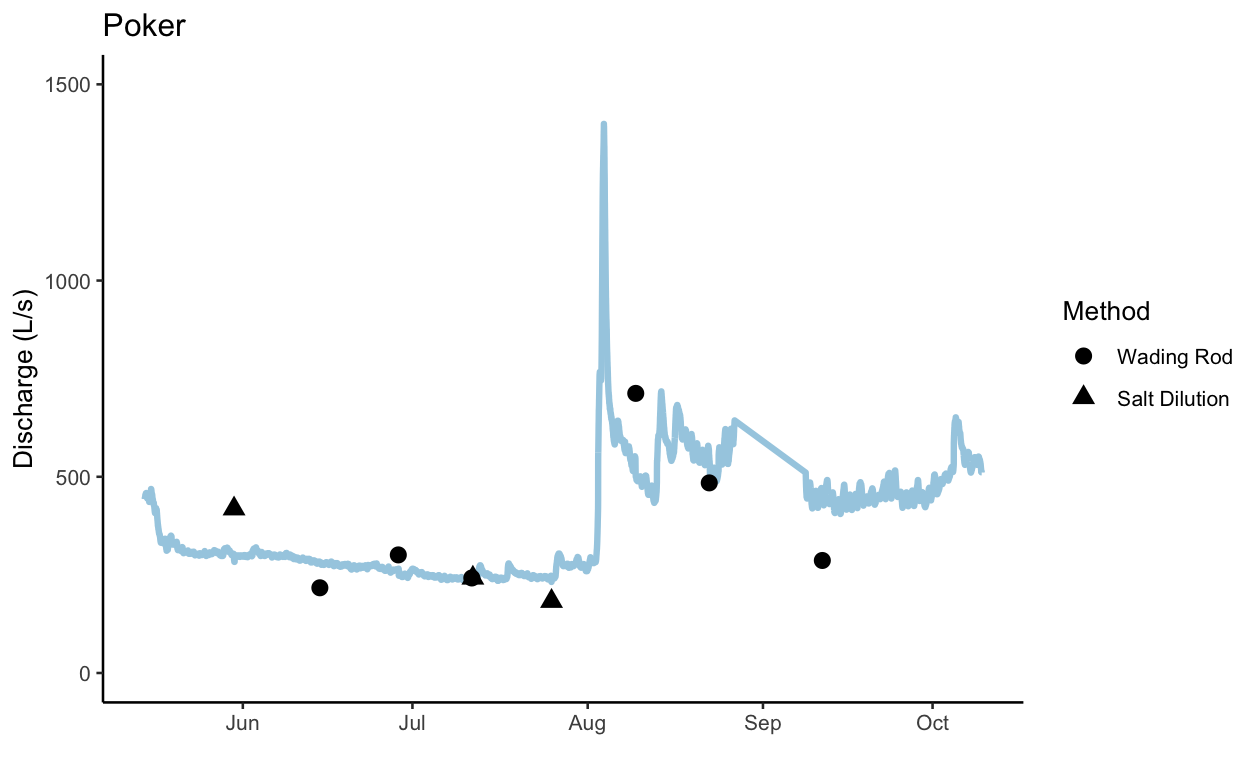 Poker
Discharge (L/s)
1500
1000
500
0
Jun
Jul
Aug
Sep
Oct
Method
Wading Rod
Salt Dilution